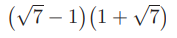 (√7 − 1)(1 + √7)